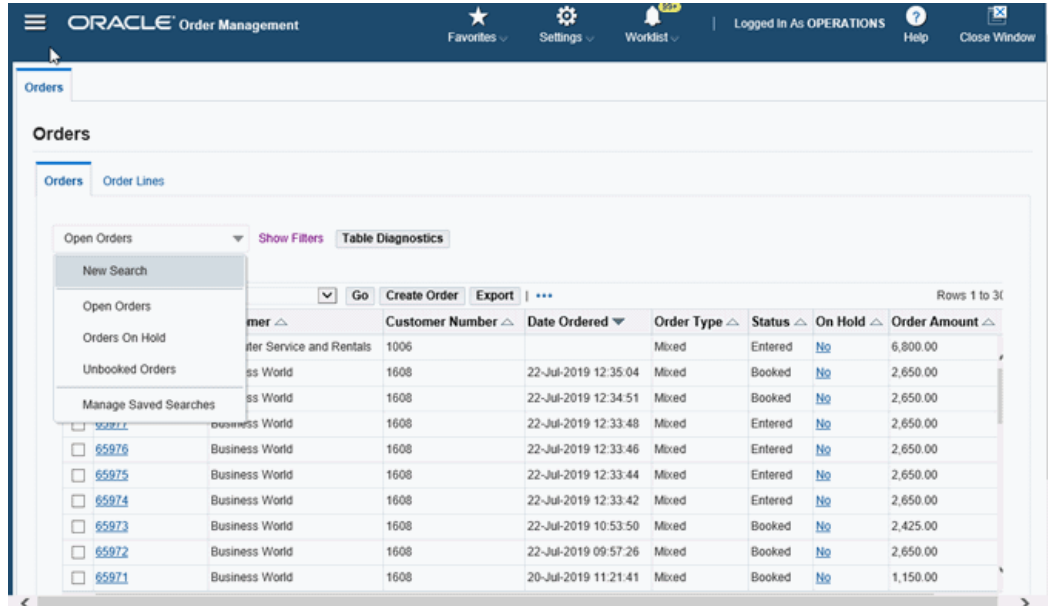 ORACLE Order Management
Favorites
Settings
99+
Worklist
Logged In As OPERATIONS
?
Help
Close Window
Orders
Orders
Orders Order Lines
Open Orders Show Filters Table Diagnostics
New Search
Open Orders
Orders On Hold
Unbooked Orders
Manage Saved Searches
Go Create Order Export | ••• Rows 1 to 30
mer Customer Number Date Ordered Order Type Status On Hold Order Amount
ter Service and Rentals 1006 Mixed Entered No 6,800.00
ss World 1608 22-Jul-2019 12:35:04 Mixed Booked No 2,650.00
ss World 1608 22-Jul-2019 12:34:51 Mixed Booked No 2,650.00
65977 Business World 1608 22-Jul-2019 12:33:48 Mixed Entered No 2,650.00
65976 Business World 1608 22-Jul-2019 12:33:46 Mixed Entered No 2,650.00
65975 Business World 1608 22-Jul-2019 12:33:44 Mixed Entered No 2,650.00
65974 Business World 1608 22-Jul-2019 12:33:42 Mixed Entered No 2,650.00
65973 Business World 1608 22-Jul-2019 10:53:50 Mixed Booked No 2,425.00
65972 Business World 1608 22-Jul-2019 09:57:26 Mixed Booked No 2,650.00
65971 Business World 1608 20-Jul-2019 11:21:41 Mixed Booked No 1,150.00